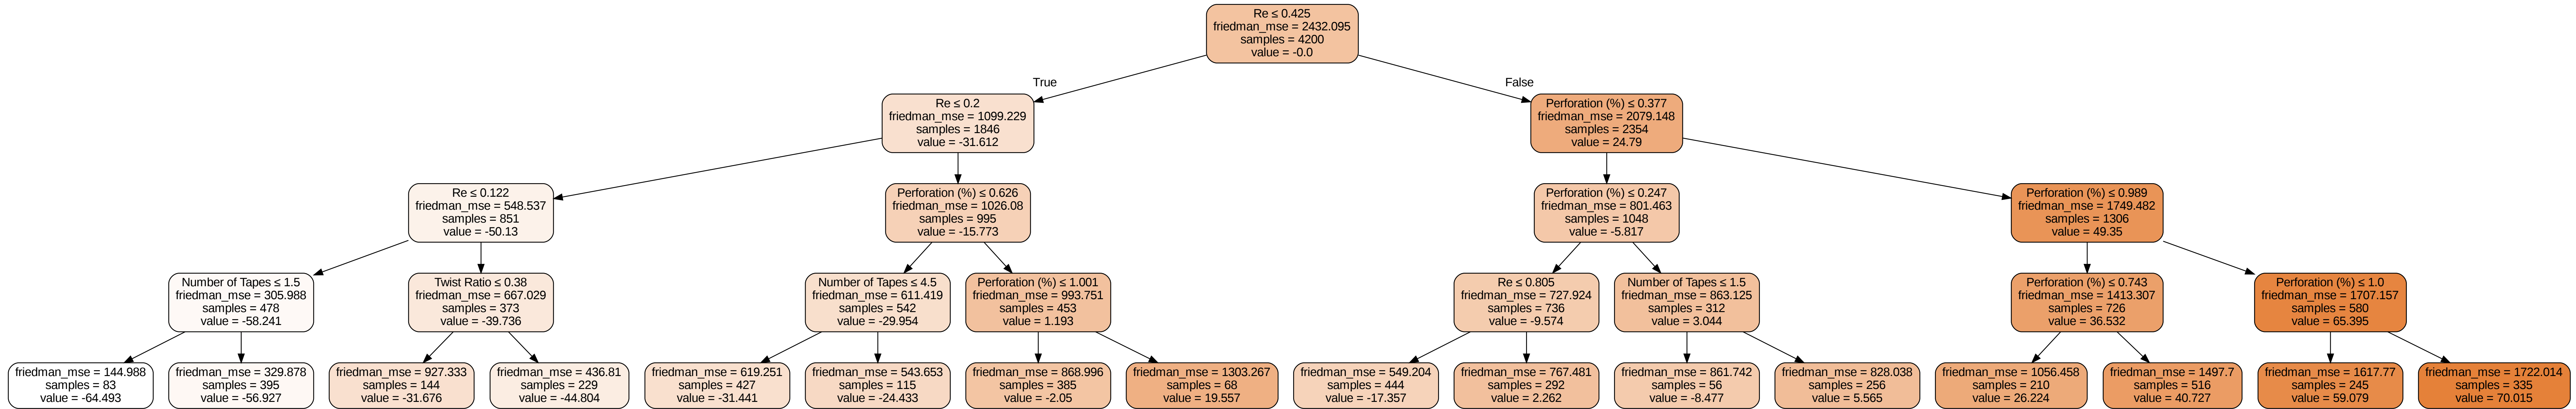 Re ≤ 0.425
friedman_mse = 2432.095
samples = 4200
value = -0.0
True
False
Re ≤ 0.2
friedman_mse = 1099.229
samples = 1846
value = -31.612
Perforation (%) ≤ 0.377
friedman_mse = 2079.148
samples = 2354
value = 24.79
Re ≤ 0.122
friedman_mse = 548.537
samples = 851
value = -50.13
Perforation (%) ≤ 0.626
friedman_mse = 1026.08
samples = 995
value = -15.773
Perforation (%) ≤ 0.247
friedman_mse = 801.463
samples = 1048
value = -5.817
Perforation (%) ≤ 0.989
friedman_mse = 1749.482
samples = 1306
value = 49.35
Number of Tapes ≤ 1.5
friedman_mse = 305.988
samples = 478
value = -58.241
Twist Ratio ≤ 0.38
friedman_mse = 667.029
samples = 373
value = -39.736
Number of Tapes ≤ 4.5
friedman_mse = 611.419
samples = 542
value = -29.954
Perforation (%) ≤ 1.001
friedman_mse = 993.751
samples = 453
value = 1.193
Re ≤ 0.805
friedman_mse = 727.924
samples = 736
value = -9.574
Number of Tapes ≤ 1.5
friedman_mse = 863.125
samples = 312
value = 3.044
Perforation (%) ≤ 0.743
friedman_mse = 1413.307
samples = 726
value = 36.532
Perforation (%) ≤ 1.0
friedman_mse = 1707.157
samples = 580
value = 65.395
friedman_mse = 144.988
samples = 83
value = -64.493
friedman_mse = 329.878
samples = 395
value = -56.927
friedman_mse = 927.333
samples = 144
value = -31.676
friedman_mse = 436.81
samples = 229
value = -44.804
friedman_mse = 619.251
samples = 427
value = -31.441
friedman_mse = 543.653
samples = 115
value = -24.433
friedman_mse = 868.996
samples = 385
value = -2.05
friedman_mse = 1303.267
samples = 68
value = 19.557
friedman_mse = 549.204
samples = 444
value = -17.357
friedman_mse = 767.481
samples = 292
value = 2.262
friedman_mse = 861.742
samples = 56
value = -8.477
friedman_mse = 828.038
samples = 256
value = 5.565
friedman_mse = 1056.458
samples = 210
value = 26.224
friedman_mse = 1497.7
samples = 516
value = 40.727
friedman_mse = 1617.77
samples = 245
value = 59.079
friedman_mse = 1722.014
samples = 335
value = 70.015